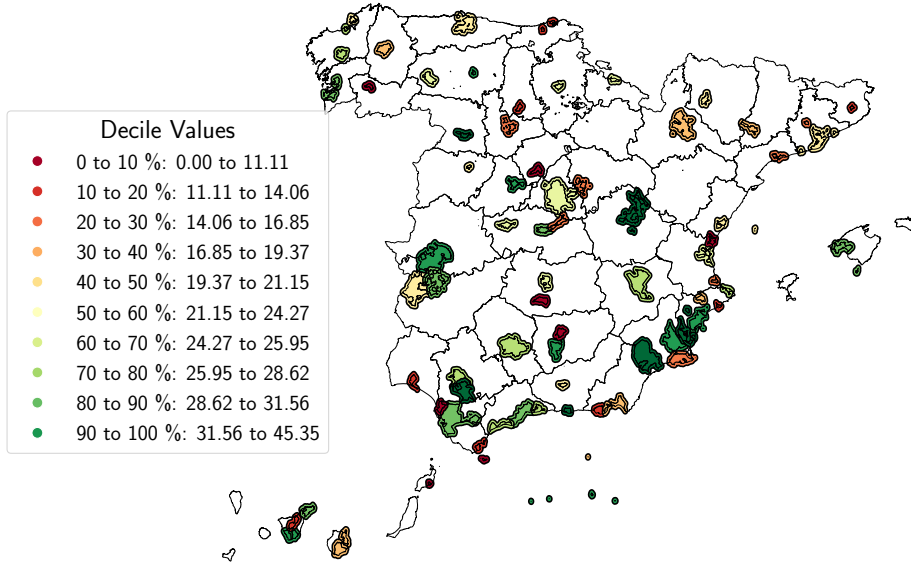 Decile Values
0 to 10 %: 0.00 to 11.11
10 to 20 %: 11.11 to 14.06
20 to 30 %: 14.06 to 16.85
30 to 40 %: 16.85 to 19.37
40 to 50 %: 19.37 to 21.15
50 to 60 %: 21.15 to 24.27
60 to 70 %: 24.27 to 25.95
70 to 80 %: 25.95 to 28.62
80 to 90 %: 28.62 to 31.56
90 to 100 %: 31.56 to 45.35